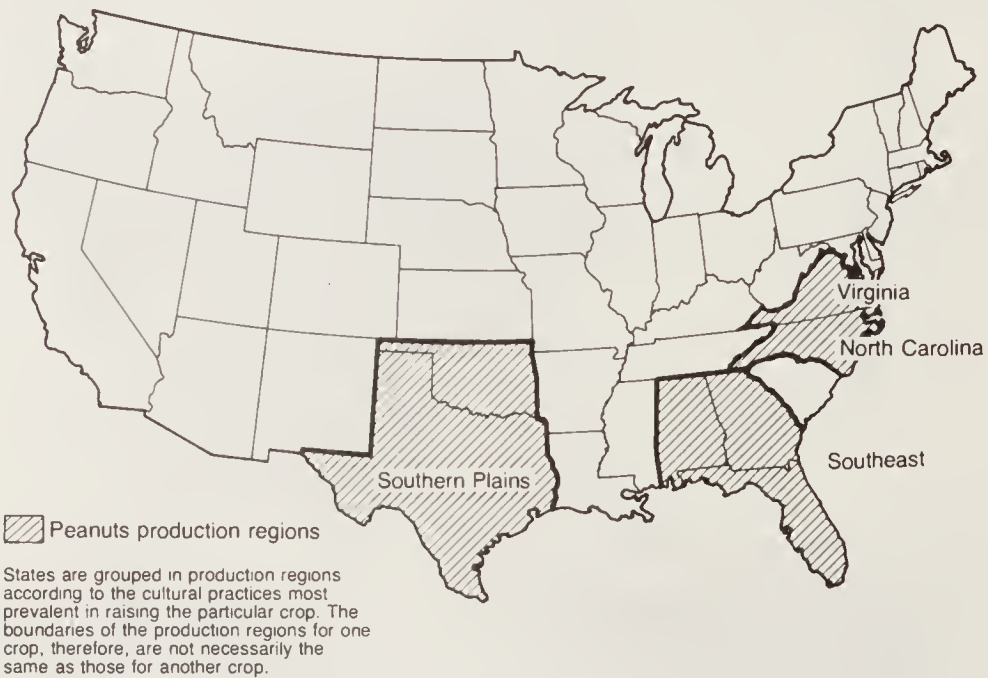 Virginia
North Carolina
Southeast
Southern Plains
Peanuts production regions
States are grouped in production regions
according to the cultural practices most
prevalent in raising the particular crop. The
boundaries of the production regions for one
crop, therefore, are not necessarily the
same as those for another crop.